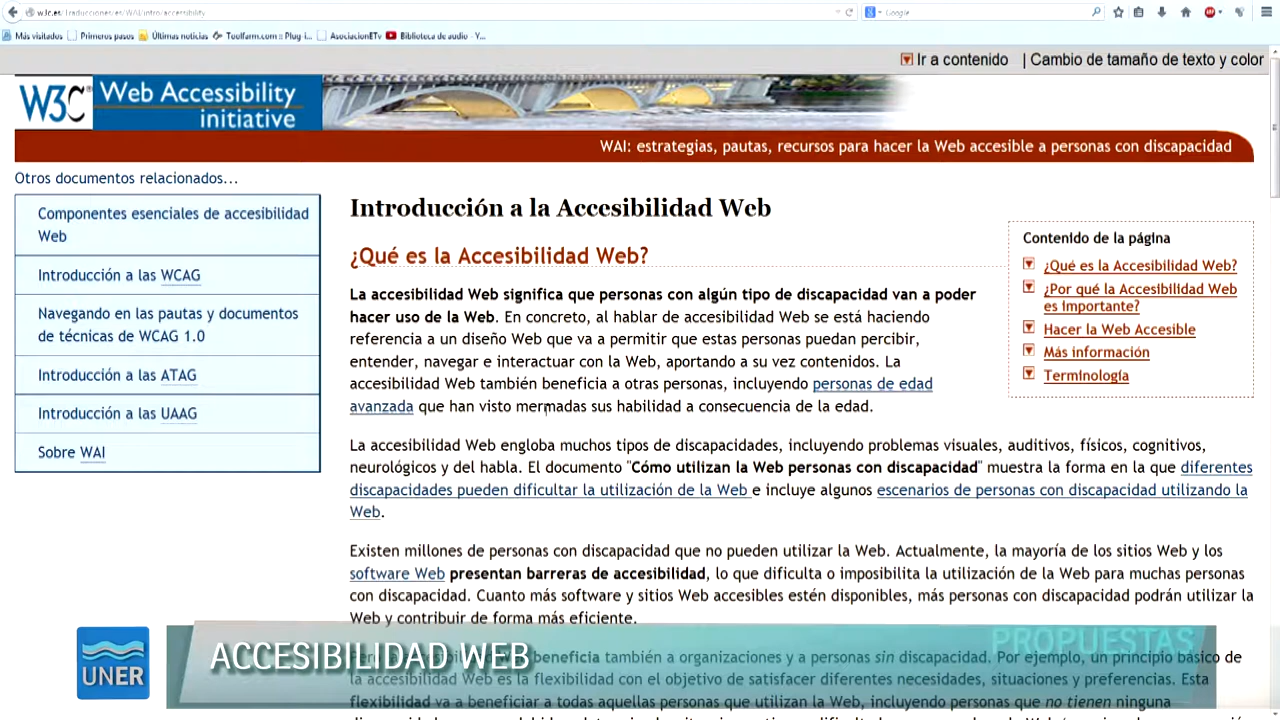 w3c.es/Traducciones/es/WAI/intro/accessibility
Google
Más visitados Primeros pasos Últimas noticias Toolfarm.com :: Plug-i... AsociacionETv Biblioteca de audio - Y...
Ir a contenido | Cambio de tamaño de texto y color
W3C® Web Accessibility
initiative
WAI: estrategias, pautas, recursos para hacer la Web accesible a personas con discapacidad
Otros documentos relacionados...
Componentes esenciales de accesibilidad
Web
Introducción a las WCAG
Navegando en las pautas y documentos
de técnicas de WCAG 1.0
Introducción a las ATAG
Introducción a las UAAG
Sobre WAI
Introducción a la Accesibilidad Web
¿Qué es la Accesibilidad Web?
Contenido de la página
¿Qué es la Accesibilidad Web?
¿Por qué la Accesibilidad Web
es importante?
Hacer la Web Accesible
Más información
Terminología
La accesibilidad Web significa que personas con algún tipo de discapacidad van a poder
hacer uso de la Web. En concreto, al hablar de accesibilidad Web se está haciendo
referencia a un diseño Web que va a permitir que estas personas puedan percibir,
entender, navegar e interactuar con la Web, aportando a su vez contenidos. La
accesibilidad Web también beneficia a otras personas, incluyendo personas de edad
avanzada que han visto mermadas sus habilidad a consecuencia de la edad.
La accesibilidad Web engloba muchos tipos de discapacidades, incluyendo problemas visuales, auditivos, físicos, cognitivos,
neurológicos y del habla. El documento "Cómo utilizan la Web personas con discapacidad" muestra la forma en la que diferentes
discapacidades pueden dificultar la utilización de la Web e incluye algunos escenarios de personas con discapacidad utilizando la
Web.
Existen millones de personas con discapacidad que no pueden utilizar la Web. Actualmente, la mayoría de los sitios Web y los
software Web presentan barreras de accesibilidad, lo que dificulta o imposibilita la utilización de la Web para muchas personas
con discapacidad. Cuanto más software y sitios Web accesibles estén disponibles, más personas con discapacidad podrán utilizar la
Web y contribuir de forma más eficiente.
PROPUESTAS
UNER
ACCESIBILIDAD WEB
beneficia también a organizaciones y a personas sin discapacidad. Por ejemplo, un principio básico de
la accesibilidad Web es la flexibilidad con el objetivo de satisfacer diferentes necesidades, situaciones y preferencias. Esta
flexibilidad va a beneficiar a todas aquellas personas que utilizan la Web, incluyendo personas que no tienen ninguna